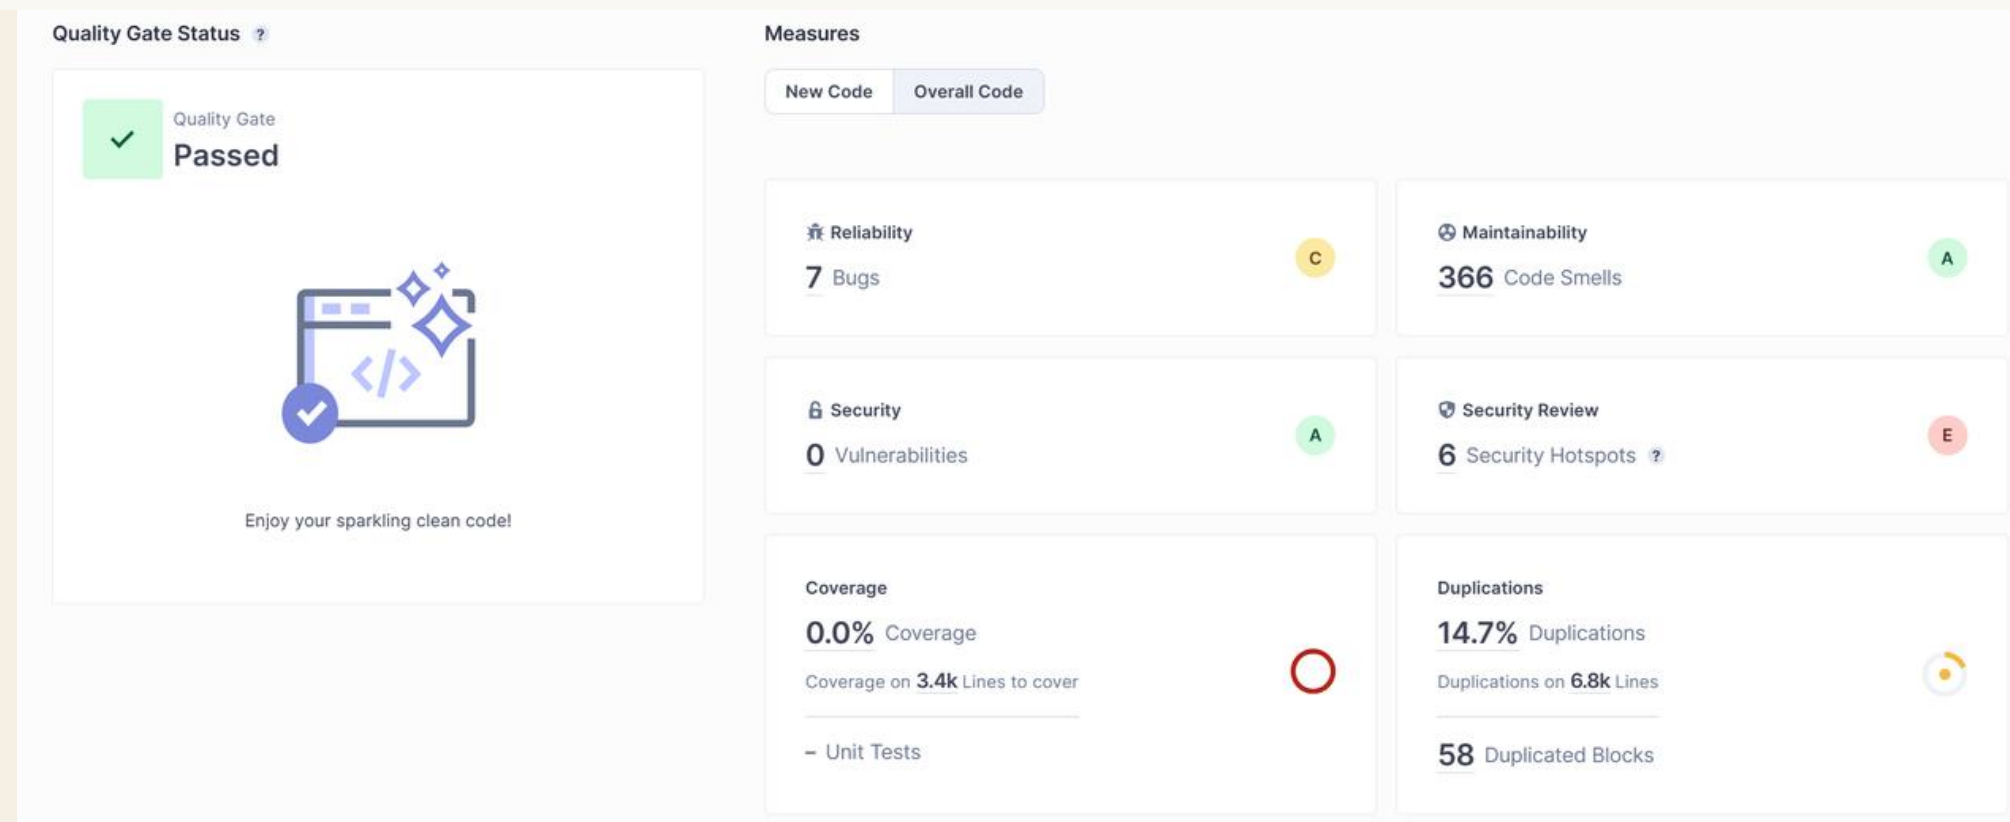 Quality Gate Status ?
Quality Gate
Passed
</>
Enjoy your sparkling clean code!
Measures
New Code Overall Code
Reliability
7 Bugs
C
Maintainability
366 Code Smells
A
Security
0 Vulnerabilities
A
Security Review
6 Security Hotspots ?
E
Coverage
0.0% Coverage
Coverage on 3.4k Lines to cover
– Unit Tests
Duplications
14.7% Duplications
Duplications on 6.8k Lines
58 Duplicated Blocks